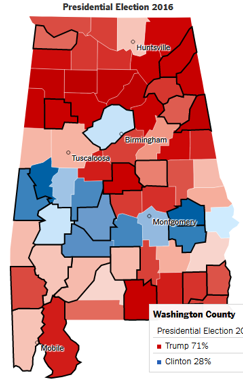 Presidential Election 2016
Huntsville
Birmingham
Tuscaloosa
Montgomery
Washington County
Presidential Election 20
Trump 71%
Clinton 28%
Mobile